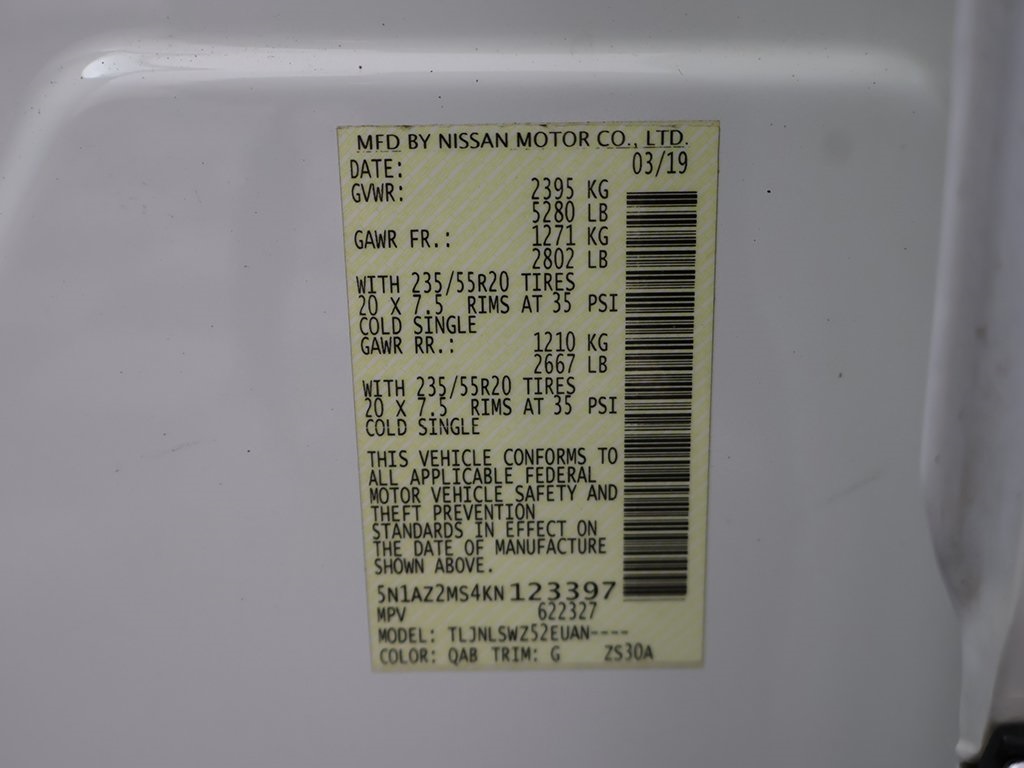 MFD BY NISSAN MOTOR CO., LTD.
DATE: 03/19
GVWR: 2395 KG
5280 LB
GAWR FR.: 1271 KG
2802 LB
WITH 235/55R20 TIRES
20 X 7.5 RIMS AT 35 PSI
COLD SINGLE
GAWR RR.: 1210 KG
2667 LB
WITH 235/55R20 TIRES
20 X 7.5 RIMS AT 35 PSI
COLD SINGLE
THIS VEHICLE CONFORMS TO
ALL APPLICABLE FEDERAL
MOTOR VEHICLE SAFETY AND
THEFT PREVENTION
STANDARDS IN EFFECT ON
THE DATE OF MANUFACTURE
SHOWN ABOVE.
5N1AZ2MS4KN123397
MPV 622327
MODEL: TLJNLSWZ52EUAN----
COLOR: QAB TRIM: G ZS30A